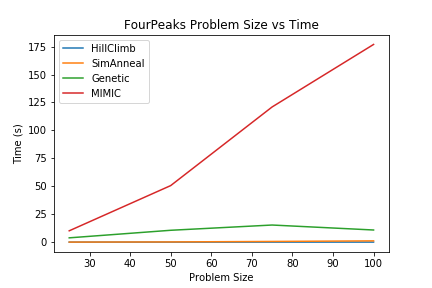 FourPeaks Problem Size vs Time
HillClimb
SimAnneal
Genetic
MIMIC
Time (s)
175
150
125
100
75
50
25
0
30 40 50 60 70 80 90 100
Problem Size